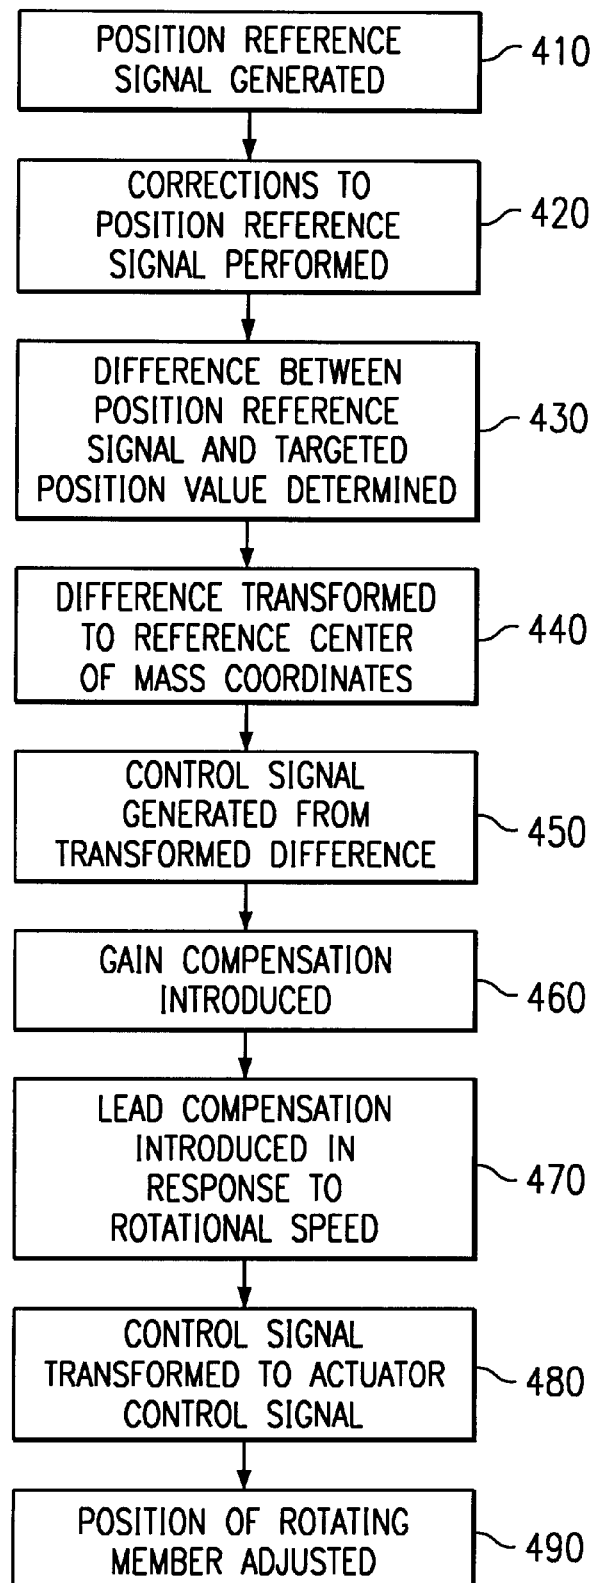 POSITION REFERENCE
SIGNAL GENERATED
410
CORRECTIONS TO
POSITION REFERENCE
SIGNAL PERFORMED
420
DIFFERENCE BETWEEN
POSITION REFERENCE
SIGNAL AND TARGETED
POSITION VALUE DETERMINED
430
DIFFERENCE TRANSFORMED
TO REFERENCE CENTER
OF MASS COORDINATES
440
CONTROL SIGNAL
GENERATED FROM
TRANSFORMED DIFFERENCE
450
GAIN COMPENSATION
INTRODUCED
460
LEAD COMPENSATION
INTRODUCED IN
RESPONSE TO
ROTATIONAL SPEED
470
CONTROL SIGNAL
TRANSFORMED TO ACTUATOR
CONTROL SIGNAL
480
POSITION OF ROTATING
MEMBER ADJUSTED
490